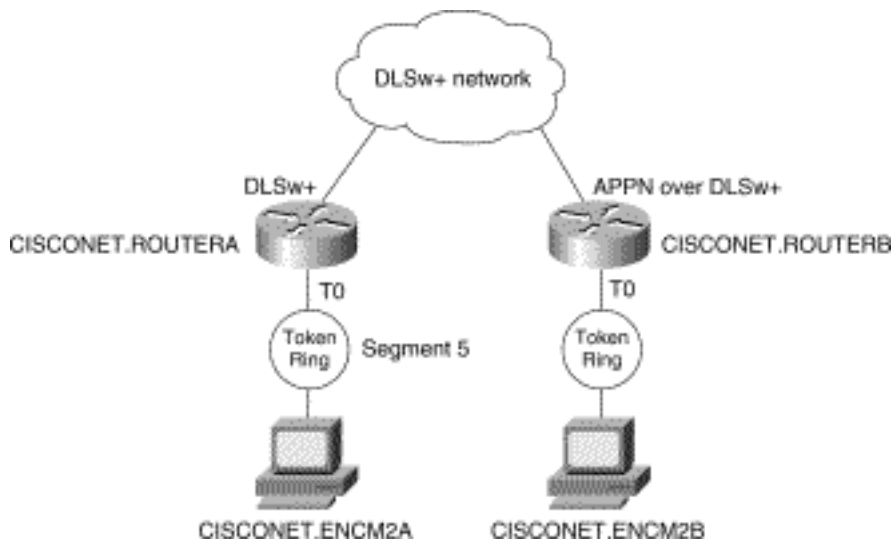 DLSw+ network
DLSw+
APPN over DLSw+
CISCONET.ROUTERA
CISCONET.ROUTERB
T0
T0
Token
Ring
Segment 5
Token
Ring
CISCONET.ENCM2A
CISCONET.ENCM2B